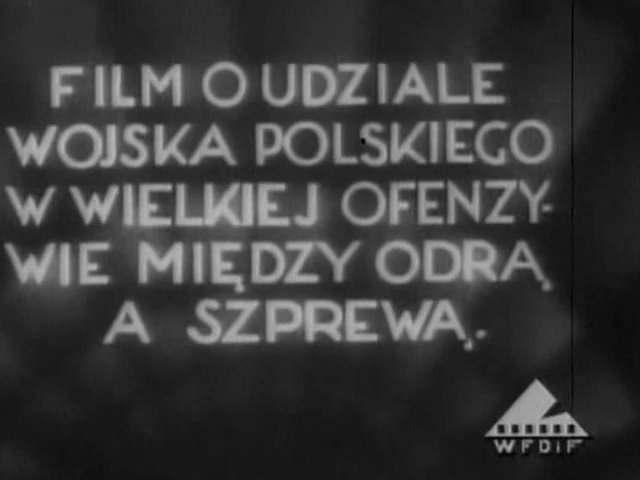 FILM O UDZIALE
WOJSKA POLSKIEGO
W WIELKIEJ OFENZY-
WIE MIĘDZY ODRĄ,
A SZPREWĄ.
WFDiF